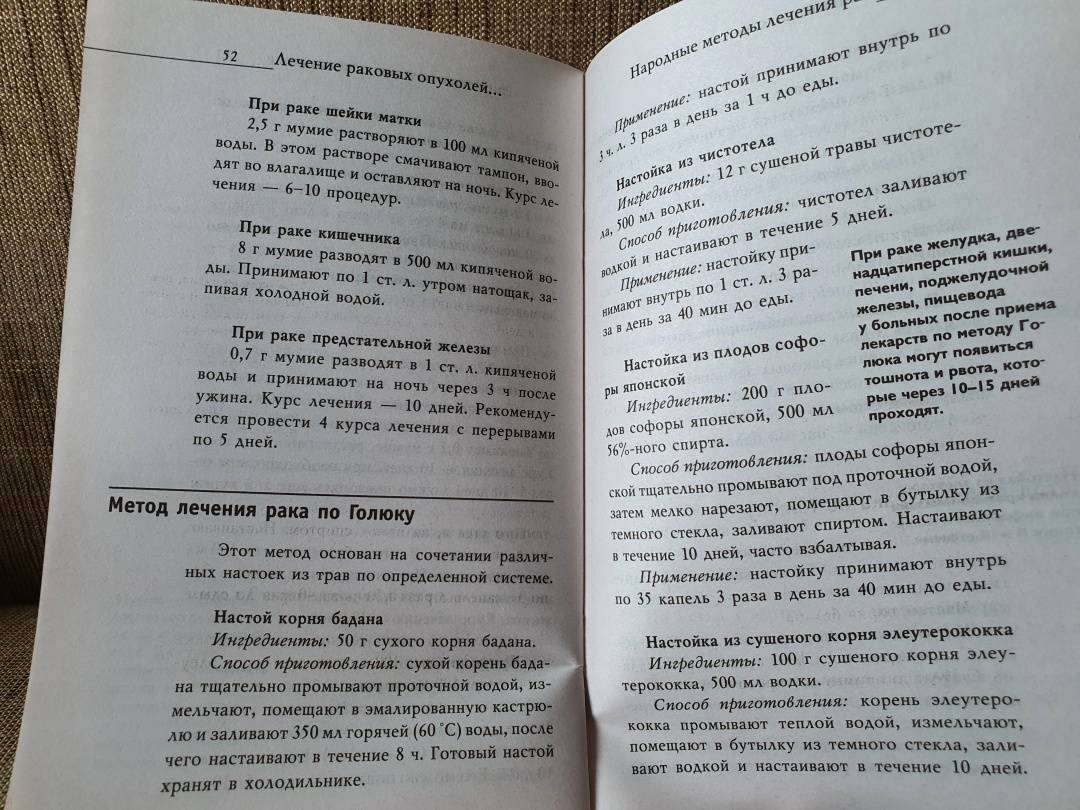 52
Лечение раковых опухолей...
При раке шейки матки
2,5 г мумие растворяют в 100 мл кипяченой
воды. В этом растворе смачивают тампон, вво-
дят во влагалище и оставляют на ночь. Курс ле-
чения — 6–10 процедур.
При раке кишечника
8 г мумие разводят в 500 мл кипяченой во-
ды. Принимают по 1 ст. л. утром натощак, за-
пивая холодной водой.
При раке предстательной железы
0,7 г мумие разводят в 1 ст. л. кипяченой
воды и принимают на ночь через 3 ч после
ужина. Курс лечения — 10 дней. Рекоменду-
ется провести 4 курса лечения с перерывами
по 5 дней.
Метод лечения рака по Голюку
Этот метод основан на сочетании различ-
ных настоек из трав по определенной системе.
Настой корня бадана
Ингредиенты: 50 г сухого корня бадана.
Способ приготовления: сухой корень бада-
на тщательно промывают проточной водой, из-
мельчают, помещают в эмалированную кастрю-
лю и заливают 350 мл горячей (60 °С) воды, после
чего настаивают в течение 8 ч. Готовый настой
хранят в холодильнике.
Народные методы лечения
Применение: настой принимают внутрь по
3 ч. л. 3 раза в день за 1 ч до еды.
Настойка из чистотела
Ингредиенты: 12 г сушеной травы чистоте-
ла, 500 мл водки.
Способ приготовления: чистотел заливают
водкой и настаивают в течение 5 дней.
Применение: настойку при-
нимают внутрь по 1 ст. л. 3 ра-
за в день за 40 мин до еды.
При раке желудка, две-
надцатиперстной кишки,
печени, поджелудочной
железы, пищевода
у больных после приема
лекарств по методу Го-
люка могут появиться
тошнота и рвота, кото-
рые через 10–15 дней
проходят.
Настойка из плодов софо-
ры японской
Ингредиенты: 200 г пло-
дов софоры японской, 500 мл
56%-ного спирта.
Способ приготовления: плоды софоры япон-
ской тщательно промывают под проточной водой,
затем мелко нарезают, помещают в бутылку из
темного стекла, заливают спиртом. Настаивают
в течение 10 дней, часто взбалтывая.
Применение: настойку принимают внутрь
по 35 капель 3 раза в день за 40 мин до еды.
Настойка из сушеного корня элеутерококка
Ингредиенты: 100 г сушеного корня элеу-
терококка, 500 мл водки.
Способ приготовления: корень элеутеро-
кокка промывают теплой водой, измельчают,
помещают в бутылку из темного стекла, зали-
вают водкой и настаивают в течение 10 дней.